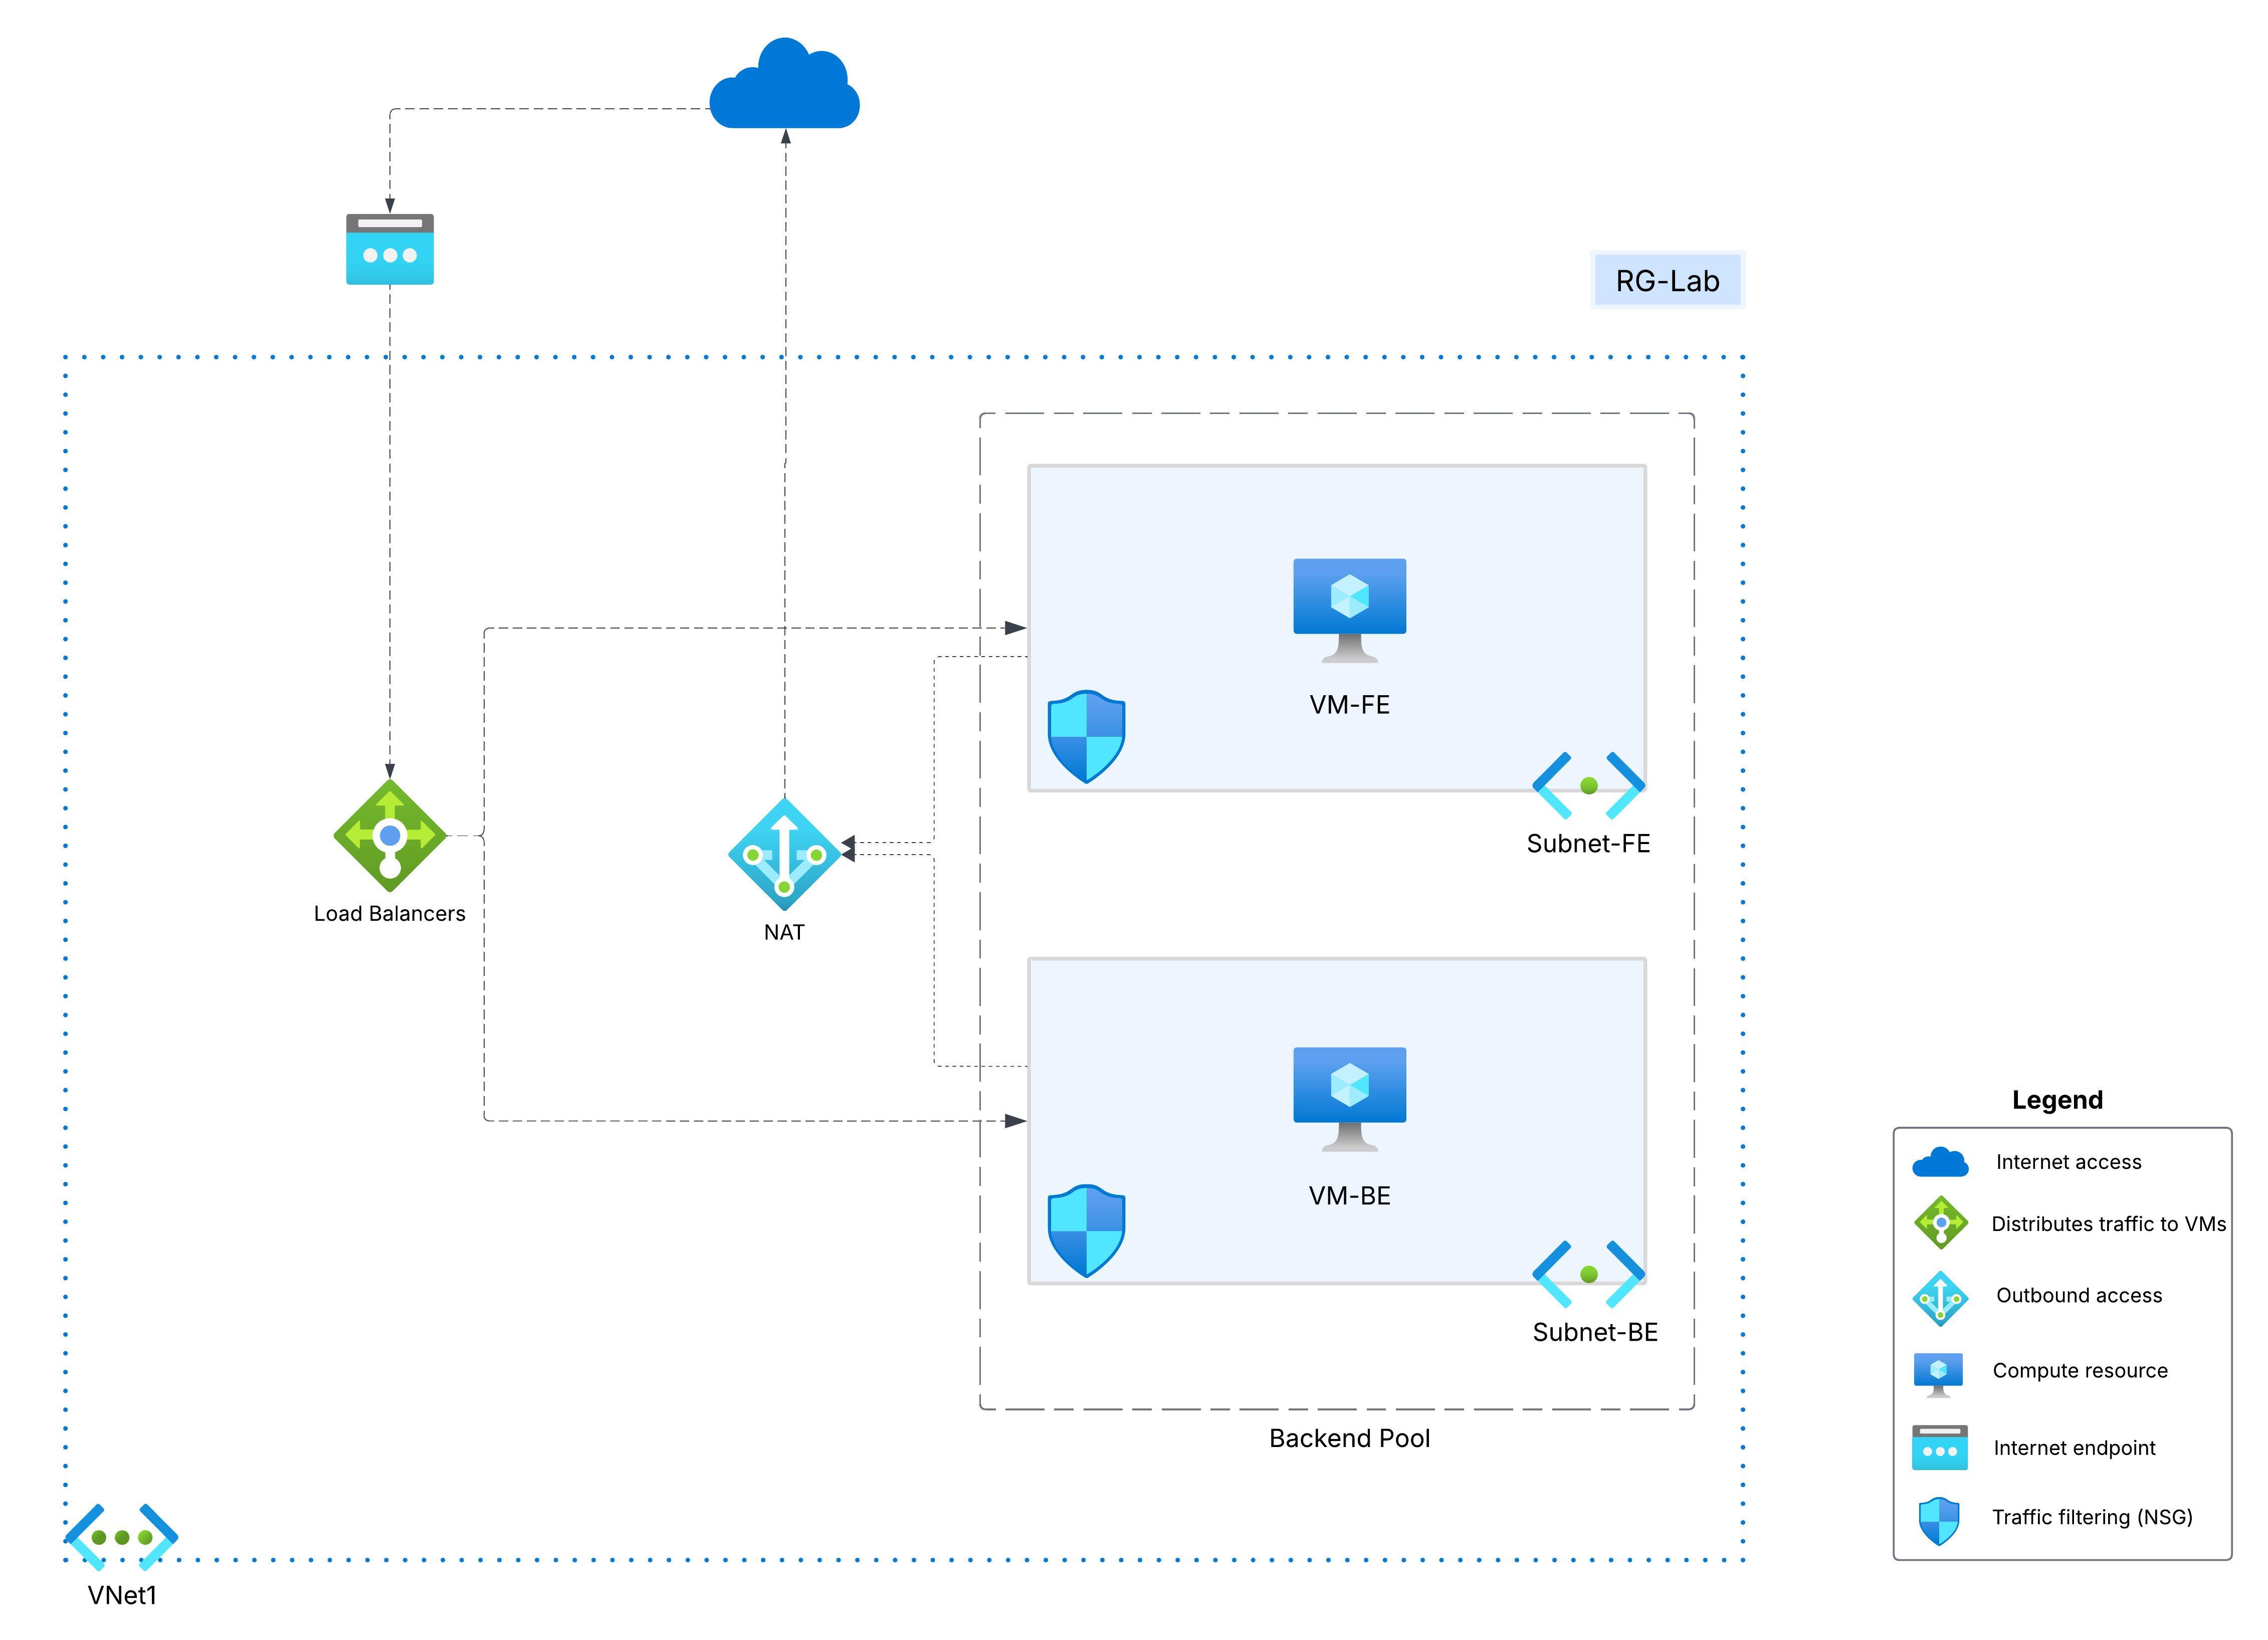 RG-Lab
VM-FE
Subnet-FE
Load Balancers
NAT
VM-BE
Subnet-BE
Backend Pool
VNet1
Legend
Internet access
Distributes traffic to VMs
Outbound access
Compute resource
Internet endpoint
Traffic filtering (NSG)